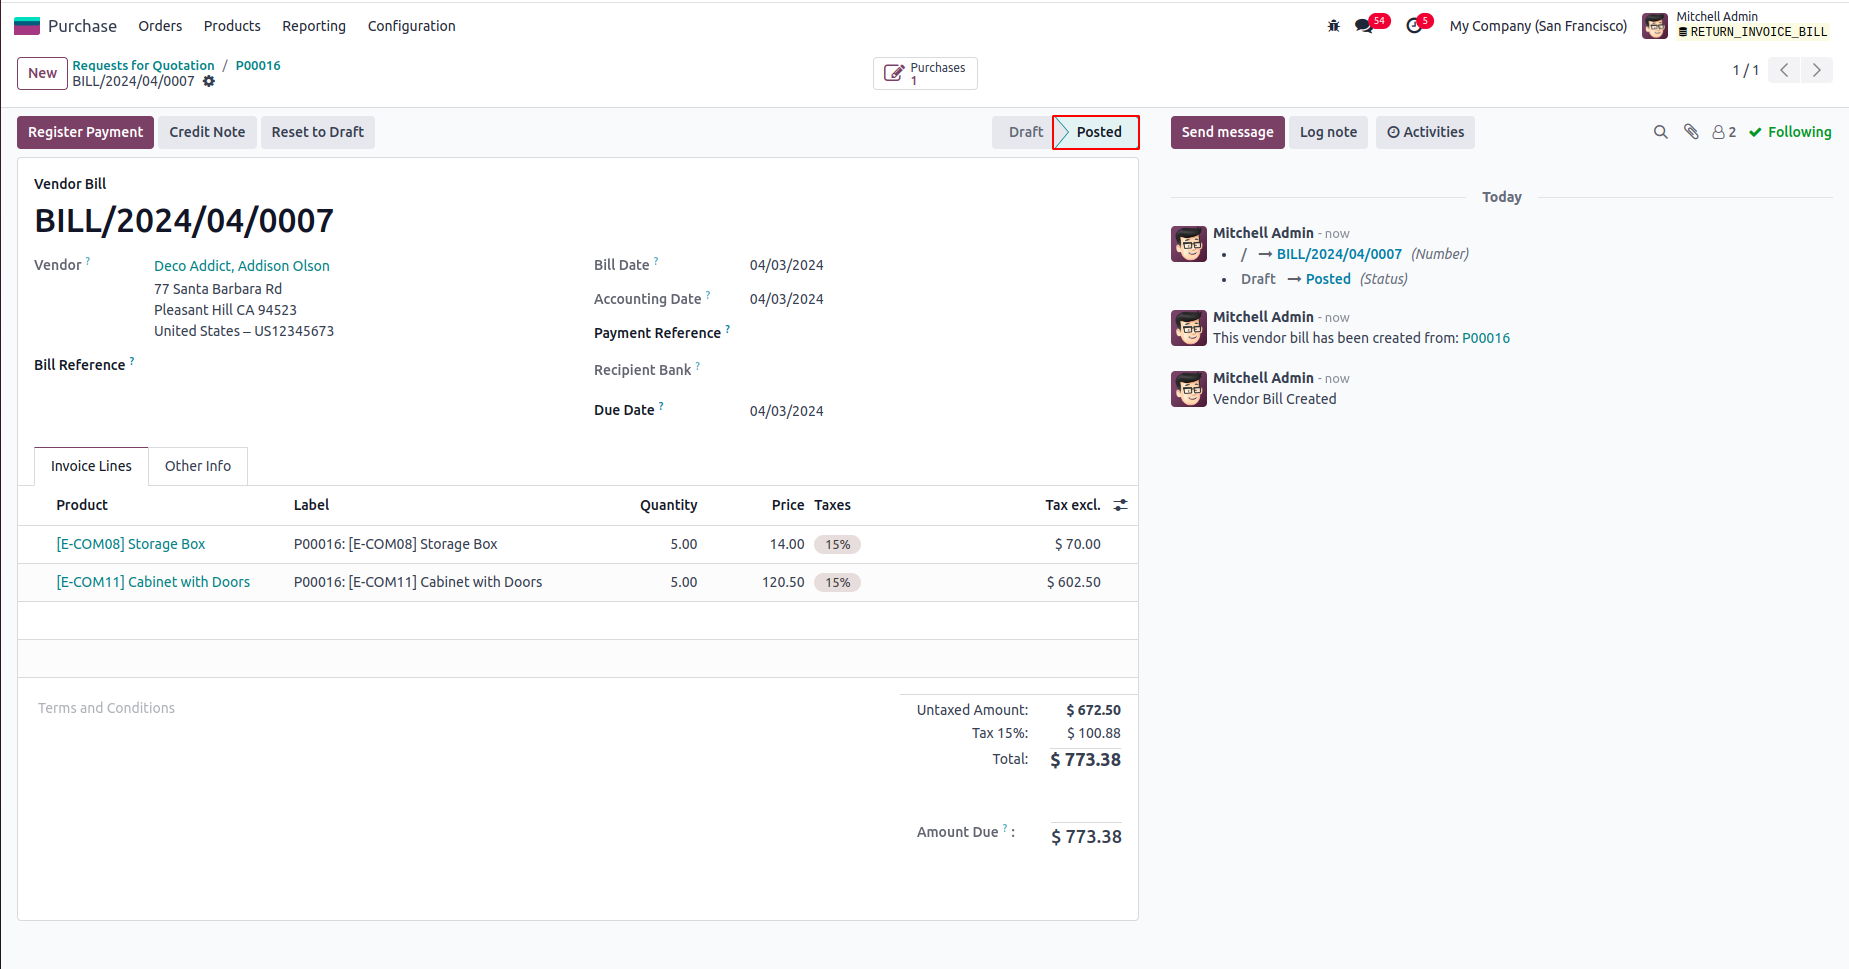 Purchase Orders Products Reporting Configuration 54 5 My Company (San Francisco) Mitchell Admin
RETURN_INVOICE_BILL
New Requests for Quotation / P00016 Purchases 1 / 1
BILL/2024/04/0007 1
Register Payment Credit Note Reset to Draft Draft Posted Send message Log note Activities 2 Following
Vendor Bill
BILL/2024/04/0007
Vendor ? Deco Addict, Addison Olson
77 Santa Barbara Rd
Pleasant Hill CA 94523
United States – US12345673
Bill Reference ?
Bill Date ? 04/03/2024
Accounting Date ? 04/03/2024
Payment Reference ?
Recipient Bank ?
Due Date ? 04/03/2024
Invoice Lines Other Info
Product Label Quantity Price Taxes Tax excl.
[E-COM08] Storage Box P00016: [E-COM08] Storage Box 5.00 14.00 15% $ 70.00
[E-COM11] Cabinet with Doors P00016: [E-COM11] Cabinet with Doors 5.00 120.50 15% $ 602.50
Terms and Conditions
Untaxed Amount: $ 672.50
Tax 15%: $ 100.88
Total: $ 773.38
Amount Due ? : $ 773.38
Today
Mitchell Admin - now
• / → BILL/2024/04/0007 (Number)
• Draft → Posted (Status)
Mitchell Admin - now
This vendor bill has been created from: P00016
Mitchell Admin - now
Vendor Bill Created